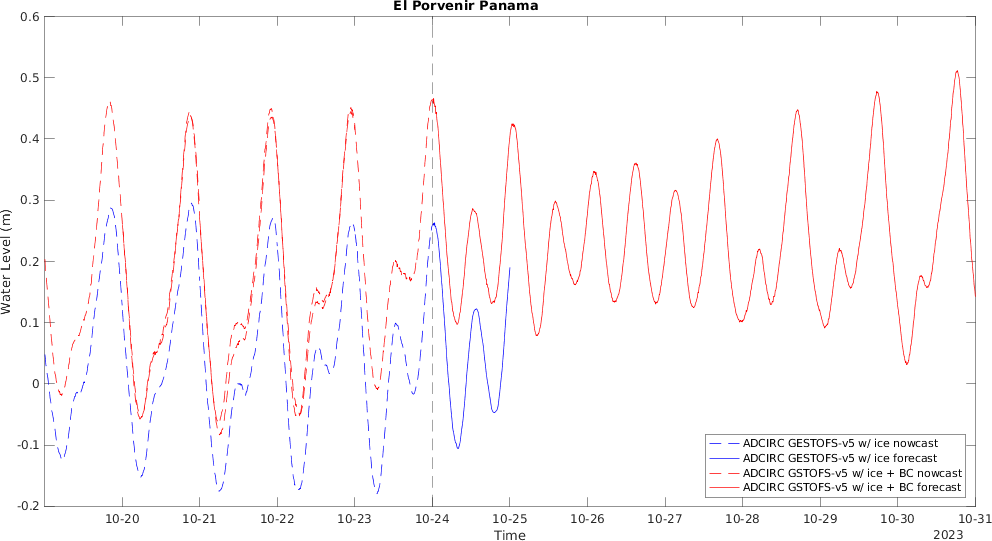 El Porvenir Panama
0.6
0.5
0.4
0.3
0.2
0.1
0
-0.1
-0.2
Water Level (m)
ADCIRC GESTOFS-v5 w/ ice nowcast
ADCIRC GESTOFS-v5 w/ ice forecast
ADCIRC GSTOFS-v5 w/ ice + BC nowcast
ADCIRC GSTOFS-v5 w/ ice + BC forecast
10-20 10-21 10-22 10-23 10-24 10-25 10-26 10-27 10-28 10-29 10-30 10-31
Time
2023